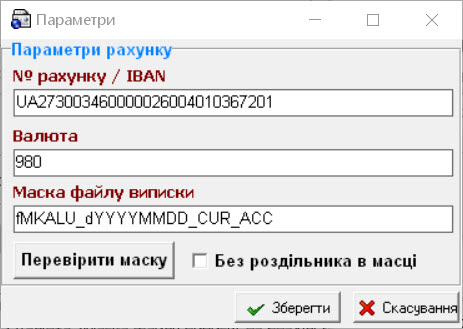 Параметри
Параметри рахунку
№ рахунку / IBAN
UA273003460000026004010367201
Валюта
980
Маска файлу виписки
fMKALU_dYYYYMMDD_CUR_ACC
Перевірити маску
Без роздільника в масці
Зберегти
Скасування